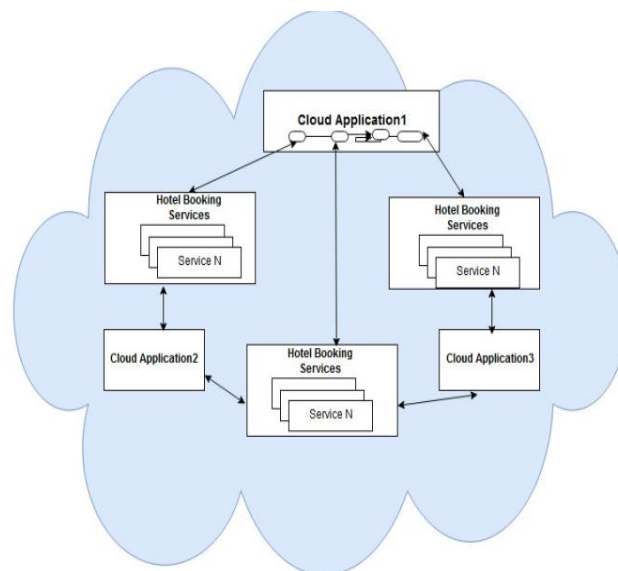 Cloud Application1
Hotel Booking
Services
Service N
Hotel Booking
Services
Service N
Cloud Application2
Hotel Booking
Services
Service N
Cloud Application3